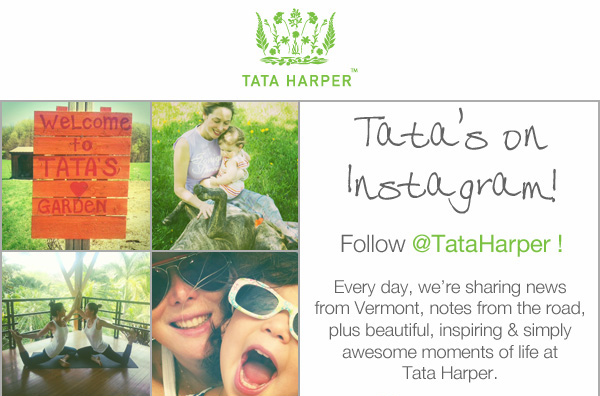 TATA HARPER™
WeLcome
to
TATA'S
GARDEN
Tata's on
Instagram!
Follow @TataHarper !
Every day, we're sharing news
from Vermont, notes from the road,
plus beautiful, inspiring & simply
awesome moments of life at
Tata Harper.